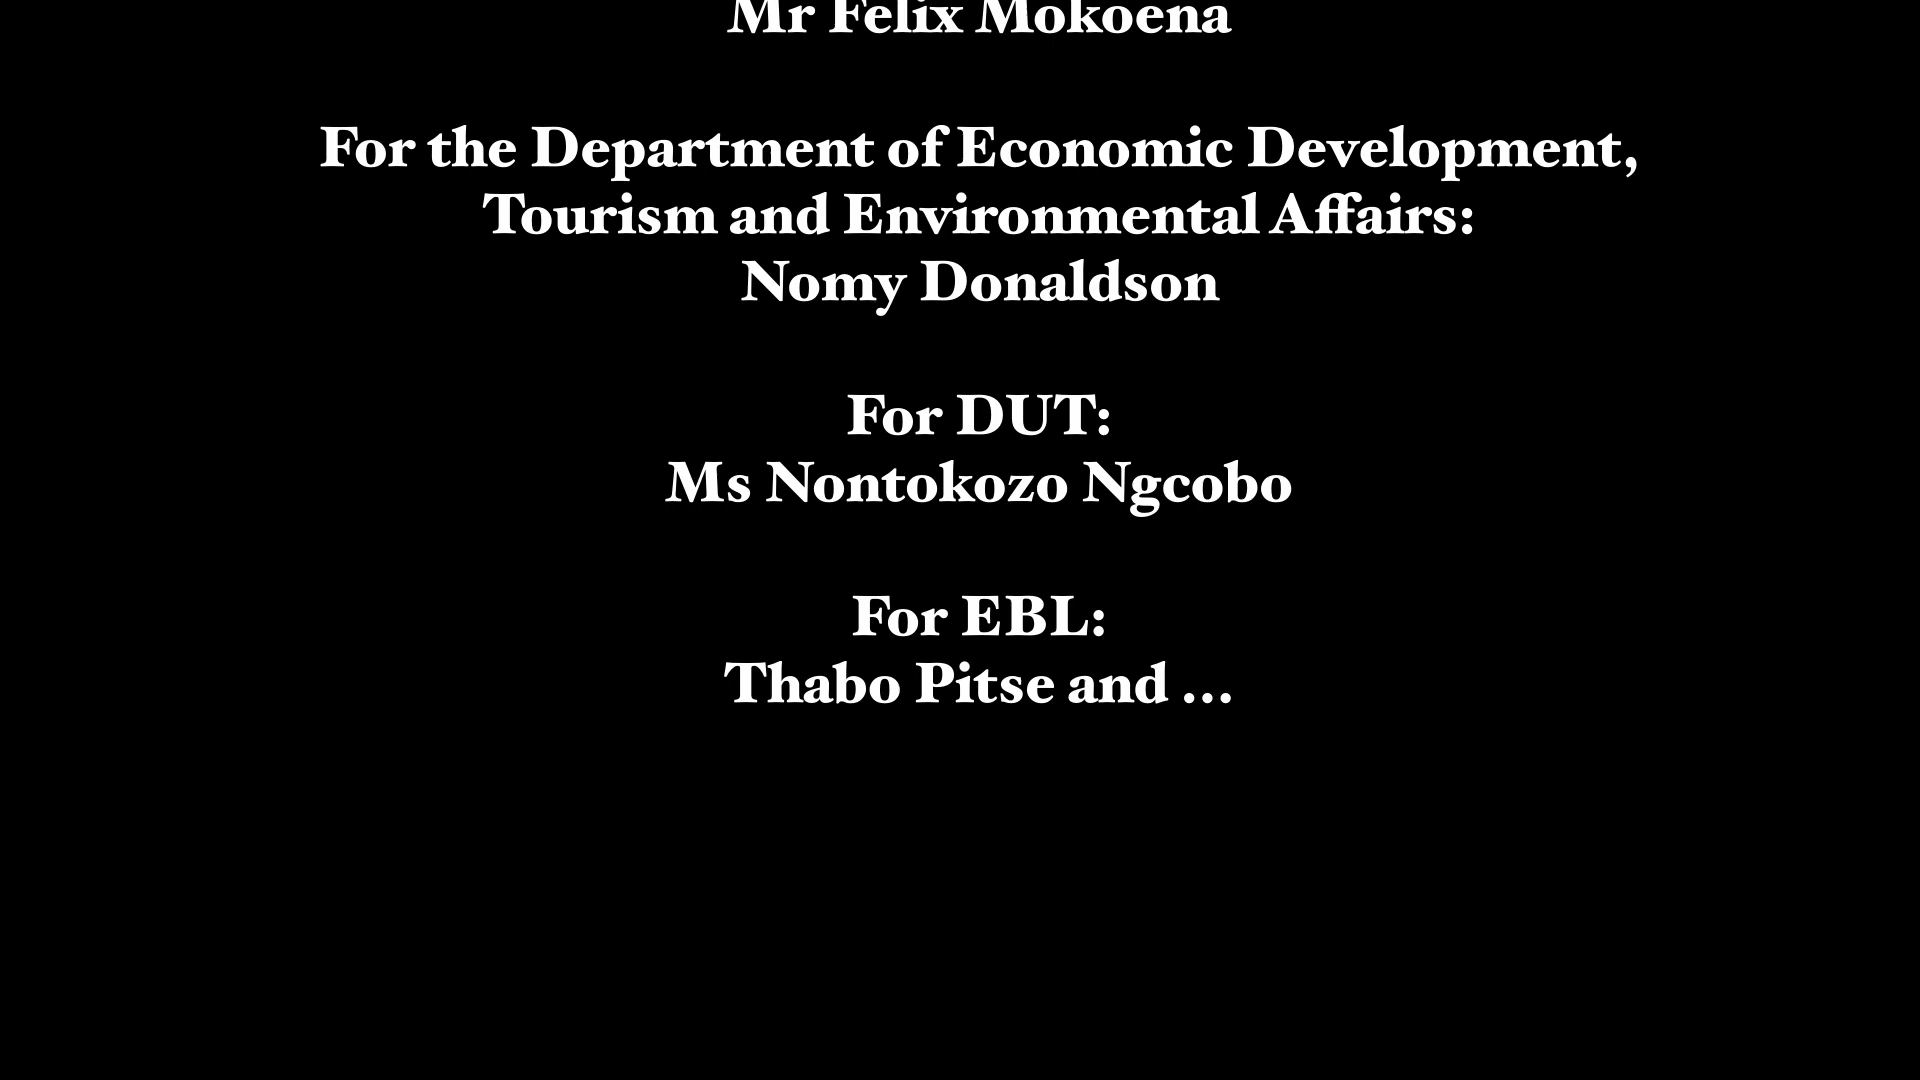 Mr Felix Mokoena
For the Department of Economic Development,
Tourism and Environmental Affairs:
Nomy Donaldson
For DUT:
Ms Nontokozo Ngcobo
For EBL:
Thabo Pitse and ...